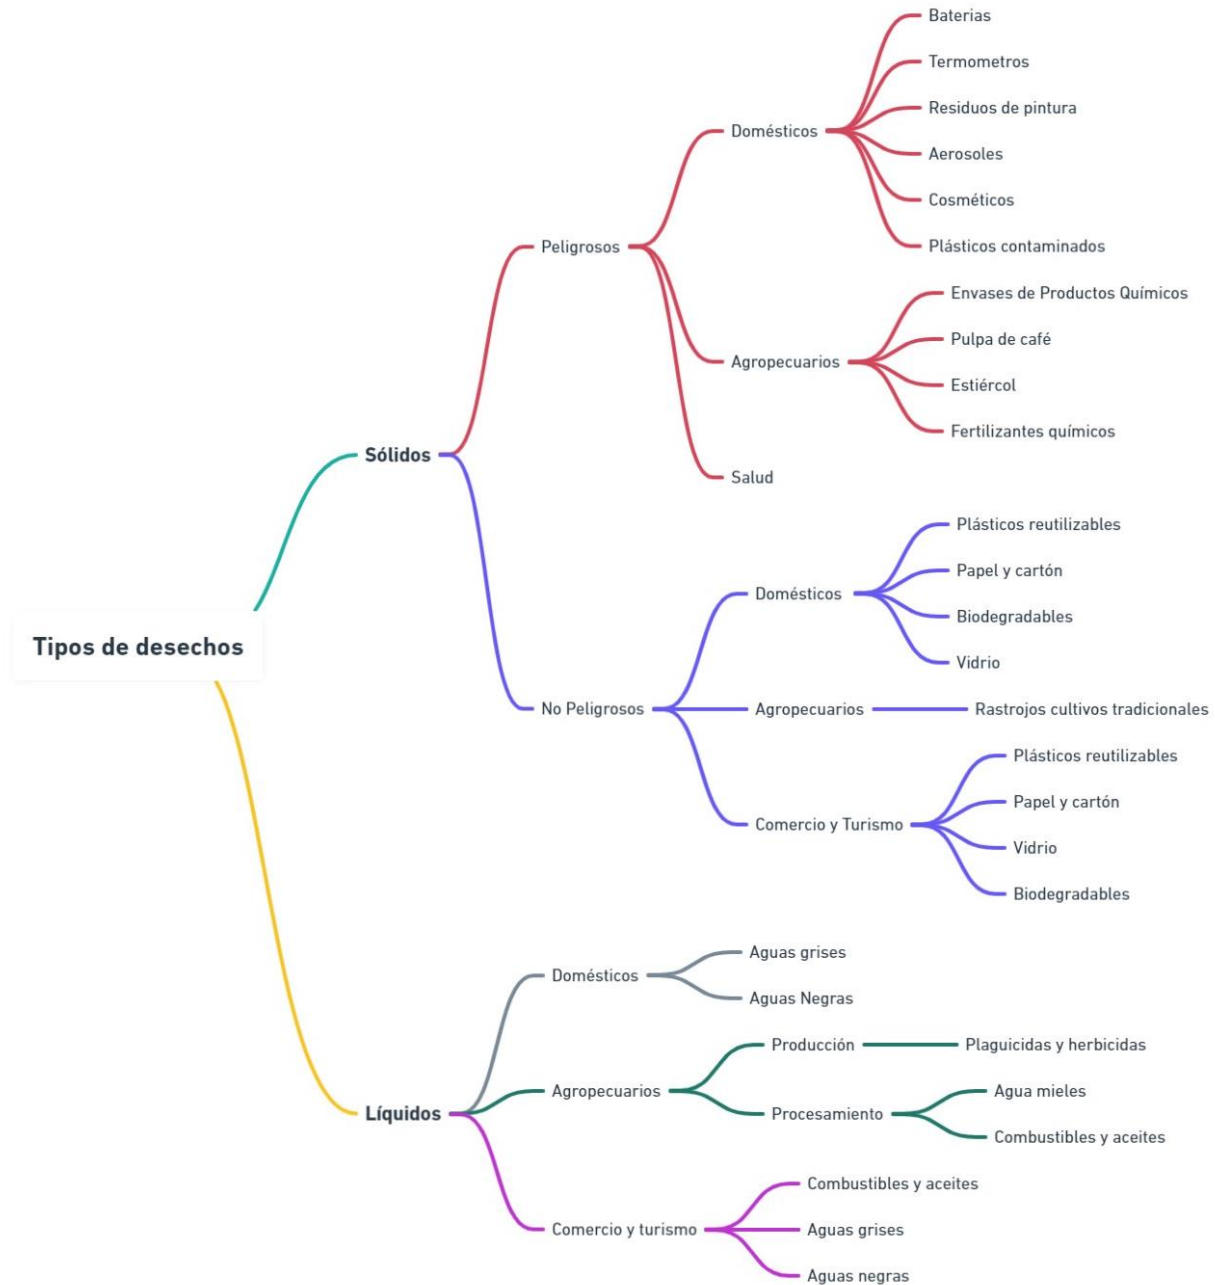 Tipos de desechos
Sólidos
Peligrosos
Domésticos
Baterias
Termometros
Residuos de pintura
Aerosoles
Cosméticos
Plásticos contaminados
Agropecuarios
Envases de Productos Químicos
Pulpa de café
Estiércol
Fertilizantes químicos
Salud
No Peligrosos
Domésticos
Plásticos reutilizables
Papel y cartón
Biodegradables
Vidrio
Agropecuarios
Rastrojos cultivos tradicionales
Comercio y Turismo
Plásticos reutilizables
Papel y cartón
Vidrio
Biodegradables
Líquidos
Domésticos
Aguas grises
Aguas Negras
Agropecuarios
Producción
Plaguicidas y herbicidas
Procesamiento
Agua mieles
Combustibles y aceites
Comercio y turismo
Combustibles y aceites
Aguas grises
Aguas negras